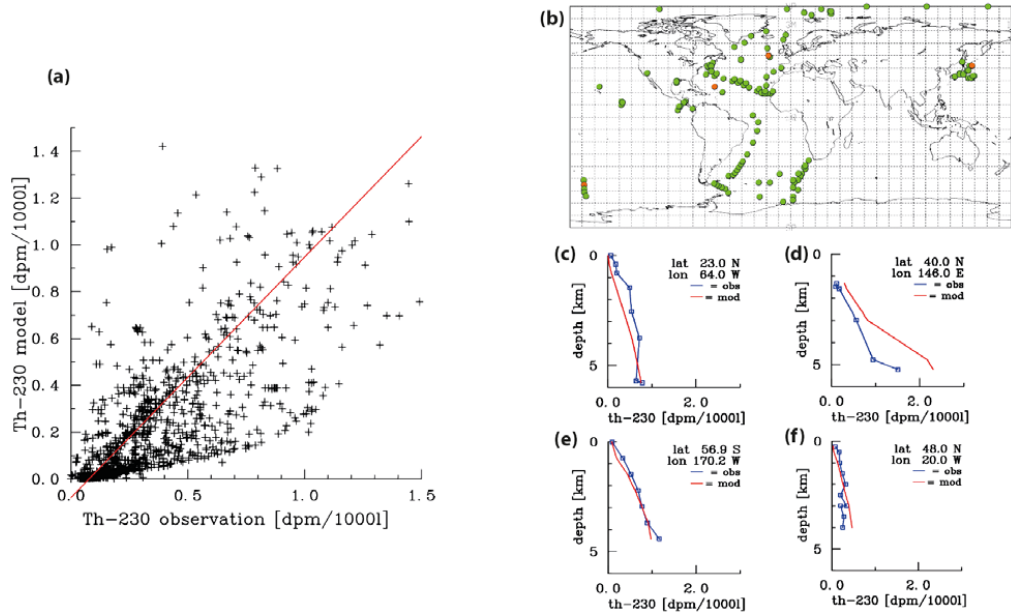 (a)
Th-230 model [dpm/1000l]
1.4
1.2
1.0
0.8
0.6
0.4
0.2
0.0
0.0 0.5 1.0 1.5
Th-230 observation [dpm/1000l]
(b)
(c)
lat 23.0 N
lon 64.0 W
= obs
= mod
depth [km]
0
5
0.0 2.0
th-230 [dpm/1000l]
(d)
lat 40.0 N
lon 146.0 E
= obs
= mod
depth [km]
0
5
0.0 2.0
th-230 [dpm/1000l]
(e)
lat 56.9 S
lon 170.2 W
= obs
= mod
depth [km]
0
5
0.0 2.0
th-230 [dpm/1000l]
(f)
lat 48.0 N
lon 20.0 W
= obs
= mod
depth [km]
0
5
0.0 2.0
th-230 [dpm/1000l]